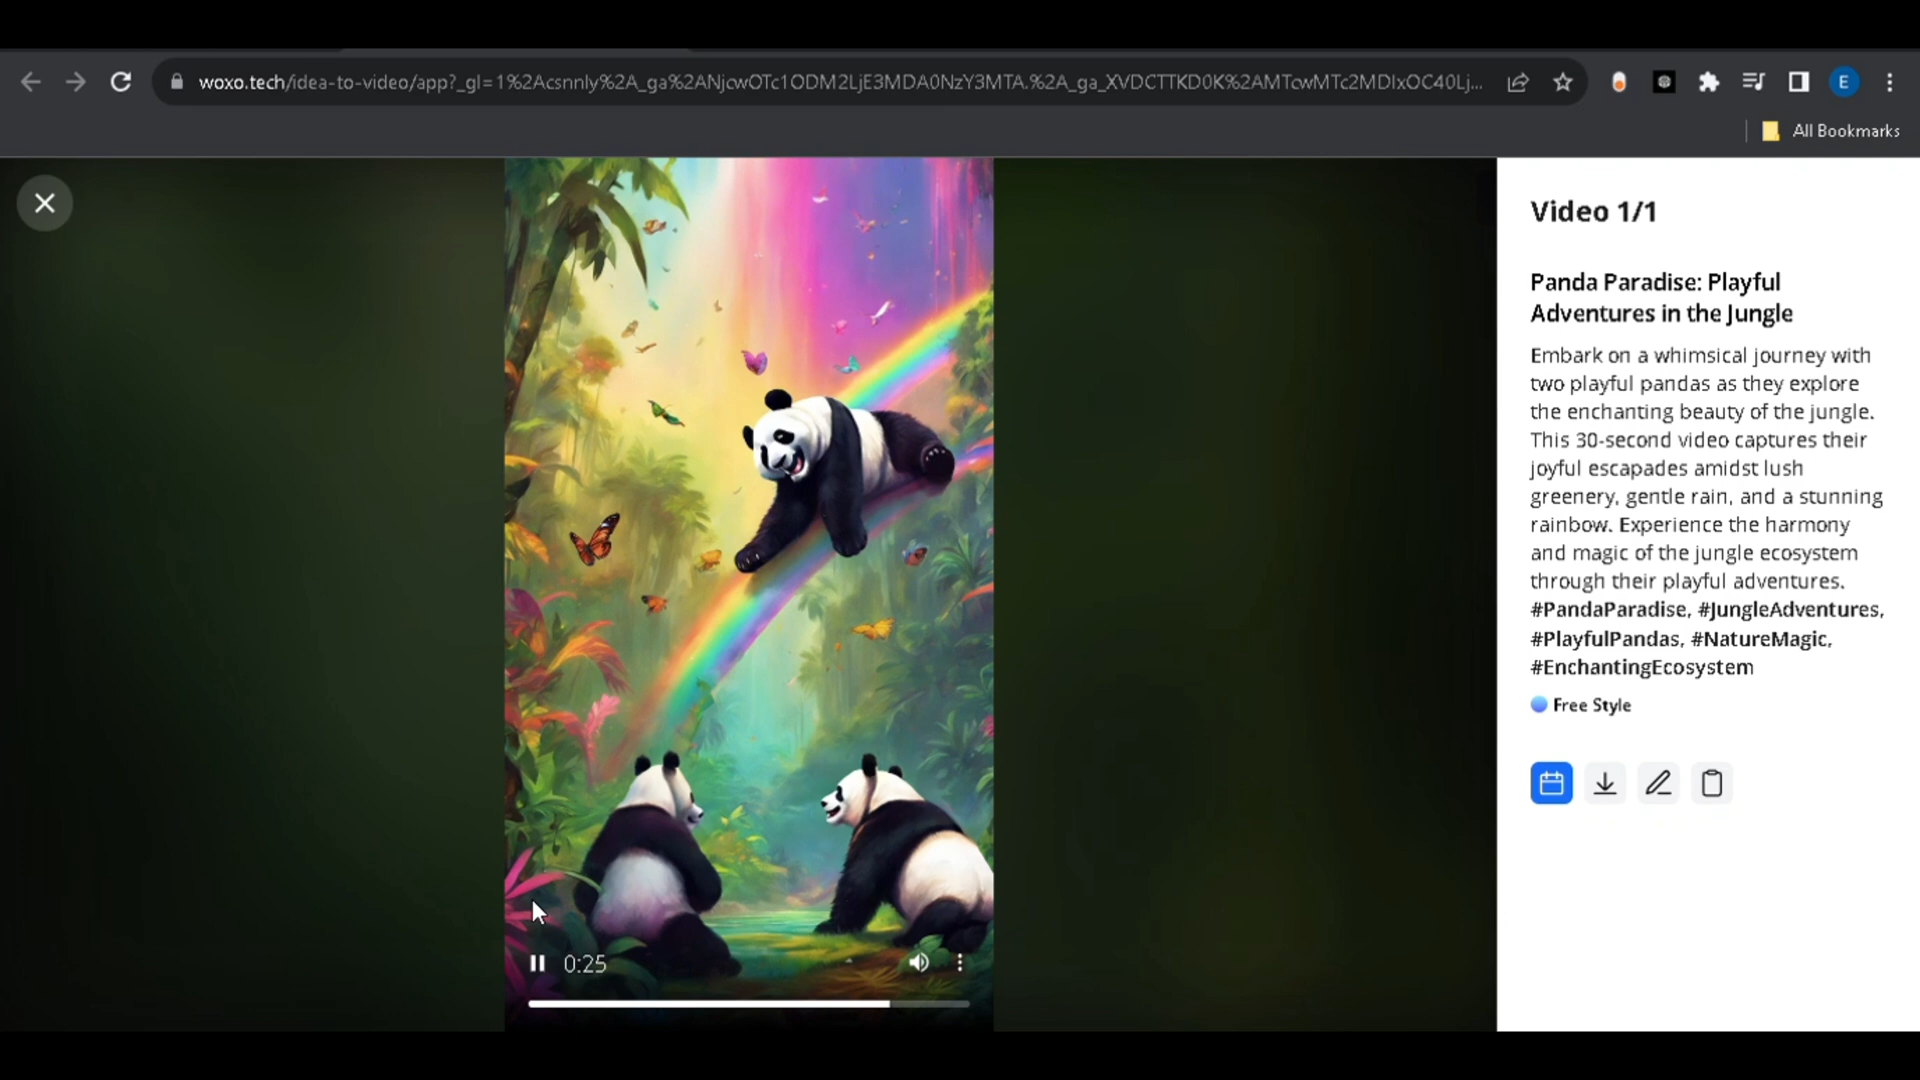 woxo.tech/idea-to-video/app?_gl=1%2Acsnnly%2A_ga%2ANjcwOTc1ODM2LjE3MDA0NzY3MTA.%2A_ga_XVDCTTKD0K%2AMTcwMTc2MDIxOC40Lj...
E
All Bookmarks
Video 1/1
Panda Paradise: Playful
Adventures in the Jungle
Embark on a whimsical journey with
two playful pandas as they explore
the enchanting beauty of the jungle.
This 30-second video captures their
joyful escapades amidst lush
greenery, gentle rain, and a stunning
rainbow. Experience the harmony
and magic of the jungle ecosystem
through their playful adventures.
#PandaParadise, #JungleAdventures,
#PlayfulPandas, #NatureMagic,
#EnchantingEcosystem
Free Style
0:25